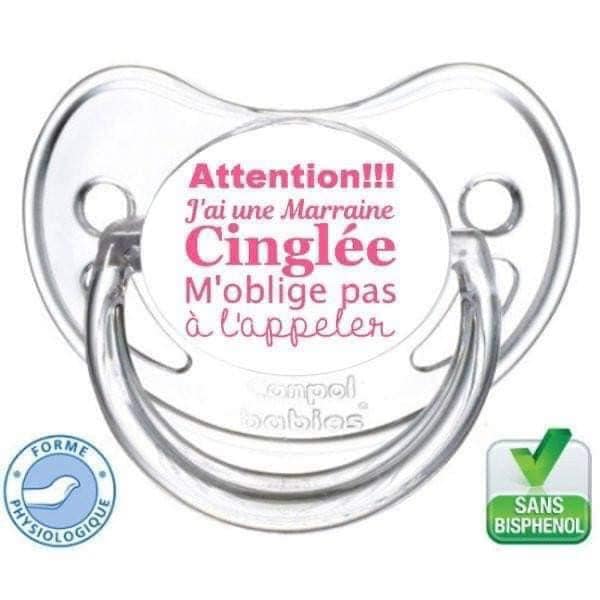 Attention!!!
J'ai une Marraine
Cinglée
M'oblige pas
à l'appeler
canpol
babies®
FORME
PHYSIOLOGIQUE
SANS
BISPHENOL